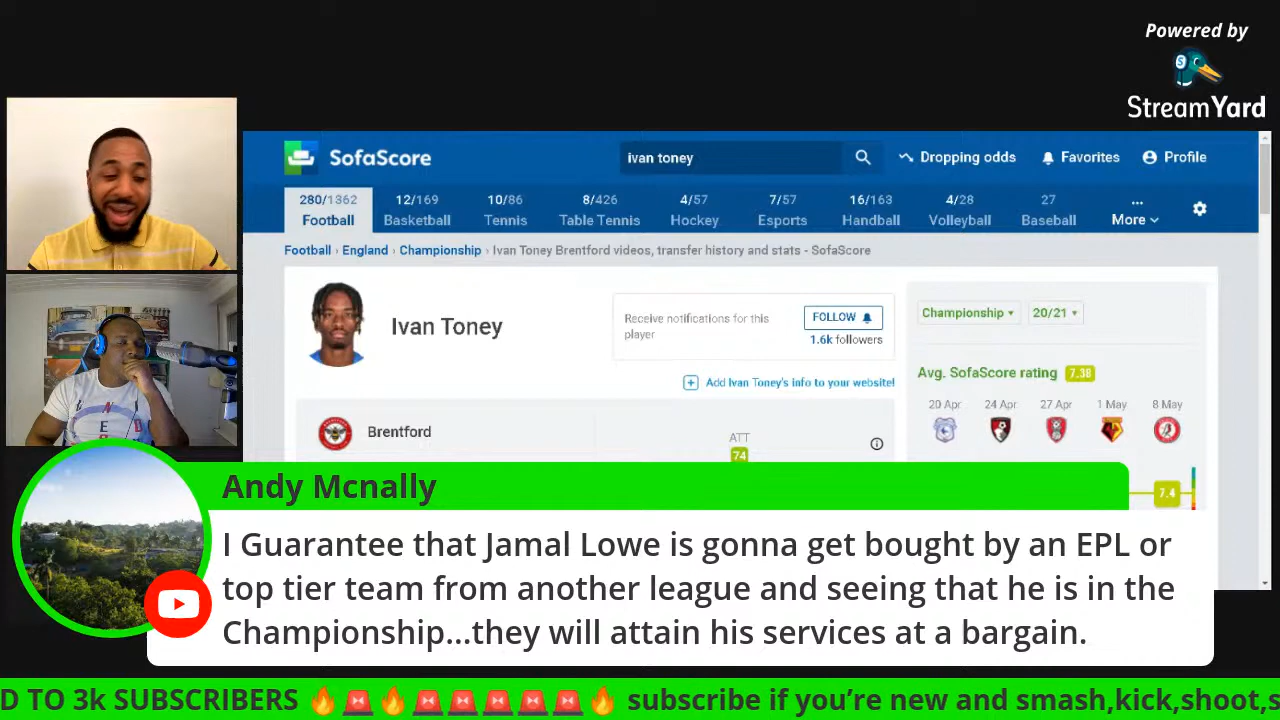 Powered by
StreamYard
SofaScore
ivan toney
Dropping odds
Favorites
Profile
280/1362 12/169 10/86 8/426 4/57 7/57 16/163 4/28 27 ...
Football Basketball Tennis Table Tennis Hockey Esports Handball Volleyball Baseball More
Football › England › Championship › Ivan Toney Brentford videos, transfer history and stats - SofaScore
Ivan Toney
Receive notifications for this
player
FOLLOW
1.6k followers
Add Ivan Toney's info to your website!
Brentford
ATT
74
Championship
20/21
Avg. SofaScore rating 7.38
20 Apr 24 Apr 27 Apr 1 May 8 May
7.4
Andy Mcnally
I Guarantee that Jamal Lowe is gonna get bought by an EPL or
top tier team from another league and seeing that he is in the
Championship...they will attain his services at a bargain.
D TO 3k SUBSCRIBERS 🔥🚨🔥🚨🚨🚨🚨🚨🔥 subscribe if you're new and smash,kick,shoot,s